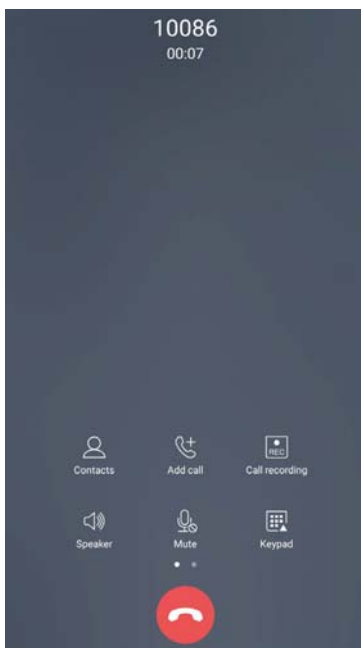 10086
00:07
Contacts
Add call
REC
Call recording
Speaker
Mute
Keypad